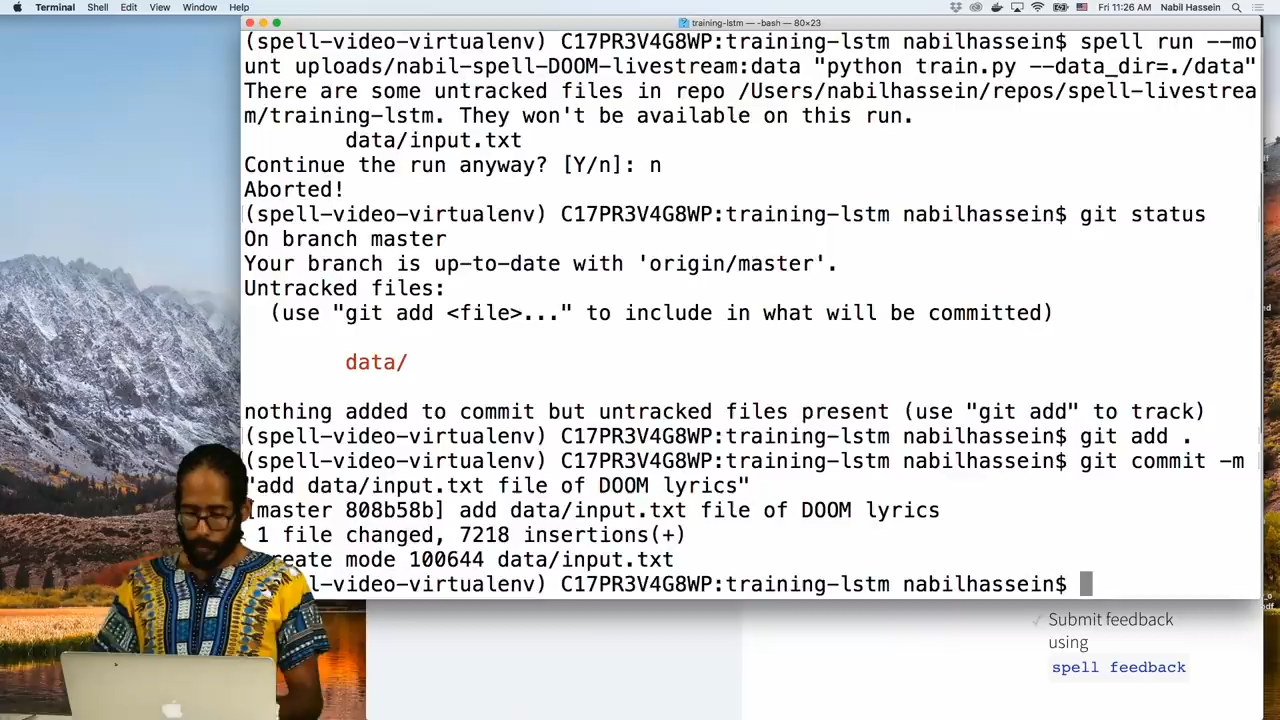 Terminal Shell Edit View Window Help Fri 11:26 AM Nabil Hassein
training-lstm — -bash — 80×23
(spell-video-virtualenv) C17PR3V4G8WP:training-lstm nabilhassein$ spell run --mo
unt uploads/nabil-spell-DOOM-livestream:data "python train.py --data_dir=./data"
There are some untracked files in repo /Users/nabilhassein/repos/spell-livestrea
m/training-lstm. They won't be available on this run.
data/input.txt
Continue the run anyway? [Y/n]: n
Aborted!
(spell-video-virtualenv) C17PR3V4G8WP:training-lstm nabilhassein$ git status
On branch master
Your branch is up-to-date with 'origin/master'.
Untracked files:
(use "git add <file>..." to include in what will be committed)
data/
nothing added to commit but untracked files present (use "git add" to track)
(spell-video-virtualenv) C17PR3V4G8WP:training-lstm nabilhassein$ git add .
(spell-video-virtualenv) C17PR3V4G8WP:training-lstm nabilhassein$ git commit -m
"add data/input.txt file of DOOM lyrics"
[master 808b58b] add data/input.txt file of DOOM lyrics
1 file changed, 7218 insertions(+)
eate mode 100644 data/input.txt
ll-video-virtualenv) C17PR3V4G8WP:training-lstm nabilhassein$
Submit feedback
using
spell feedback